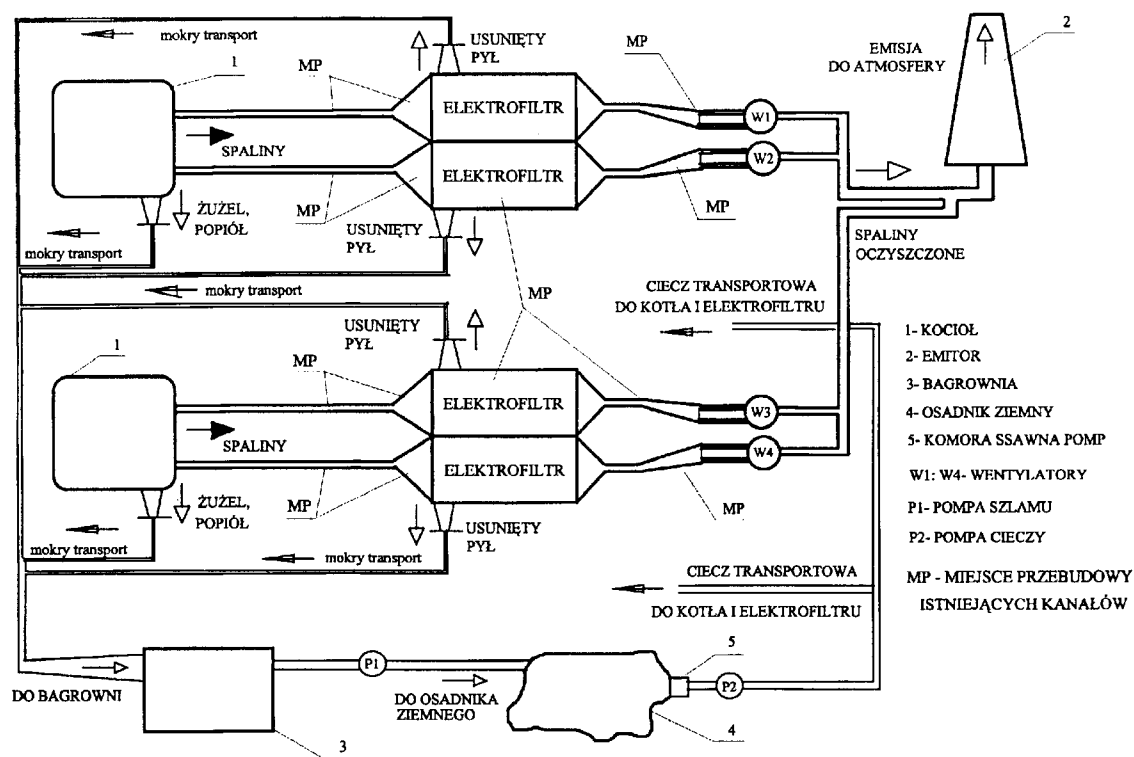 mokry transport
USUNIĘTY
PYŁ
1
MP
MP
2
EMISJA
DO ATMOSFERY
ELEKTROFILTR
W1
SPALINY
W2
ELEKTROFILTR
MP
MP
ŻUŻEL,
POPIÓŁ
USUNIĘTY
PYŁ
mokry transport
SPALINY
OCZYSZCZONE
mokry transport
MP
CIECZ TRANSPORTOWA
DO KOTŁA I ELEKTROFILTRU
USUNIĘTY
PYŁ
1
MP
1- KOCIOŁ
2- EMITOR
3- BAGROWNIA
4- OSADNIK ZIEMNY
5- KOMORA SSAWNA POMP
W1: W4- WENTYLATORY
P1- POMPA SZLAMU
P2- POMPA CIECZY
MP - MIEJSCE PRZEBUDOWY
ISTNIEJĄCYCH KANAŁÓW
ELEKTROFILTR
W3
SPALINY
W4
ELEKTROFILTR
MP
MP
ŻUŻEL,
POPIÓŁ
USUNIĘTY
PYŁ
mokry transport
mokry transport
CIECZ TRANSPORTOWA
DO KOTŁA I ELEKTROFILTRU
P1
5
P2
DO BAGROWNI
DO OSADNIKA
ZIEMNEGO
3
4